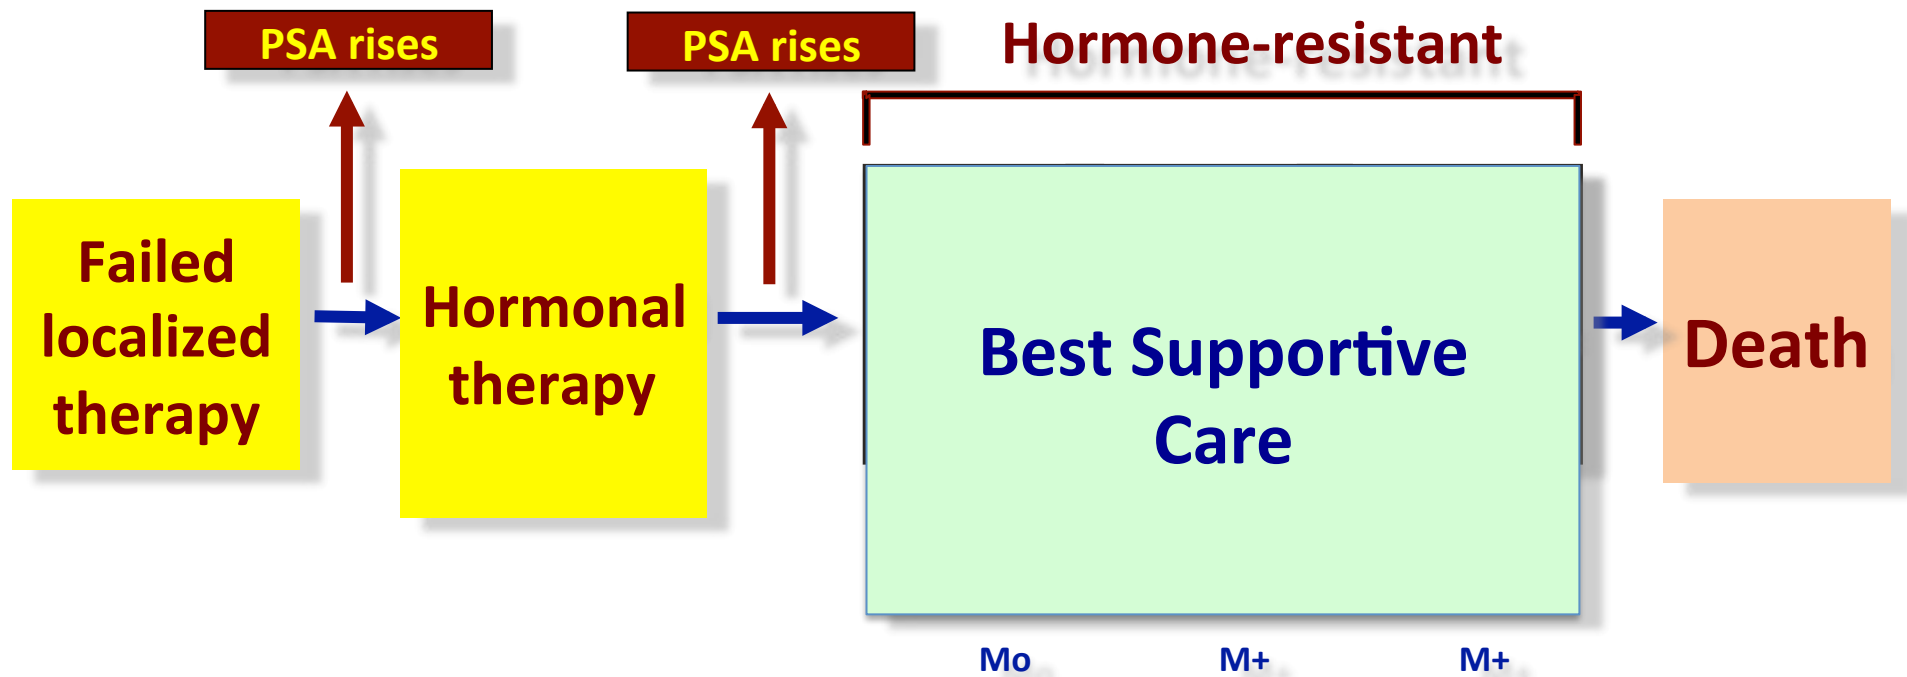 PSA rises
PSA rises
Hormone-resistant
Failed
localized
therapy
Hormonal
therapy
Best Supportive
Care
Death
Mo
M+
M+